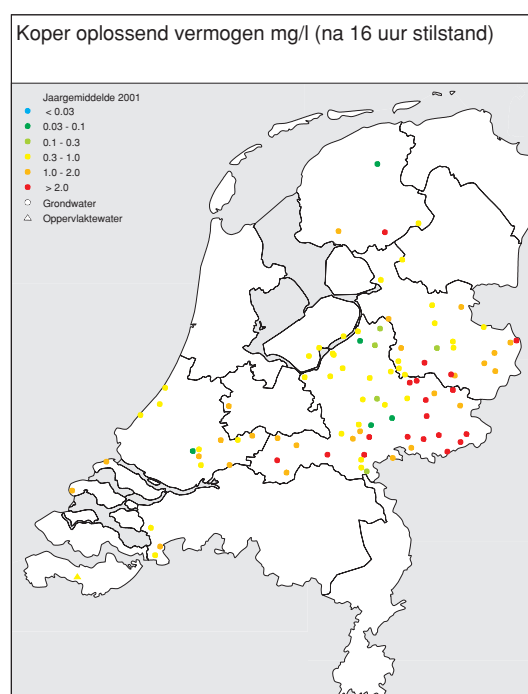 Koper oplossend vermogen mg/l (na 16 uur stilstand)
Jaargemiddelde 2001
< 0.03
0.03 - 0.1
0.1 - 0.3
0.3 - 1.0
1.0 - 2.0
> 2.0
Grondwater
Oppervlaktewater